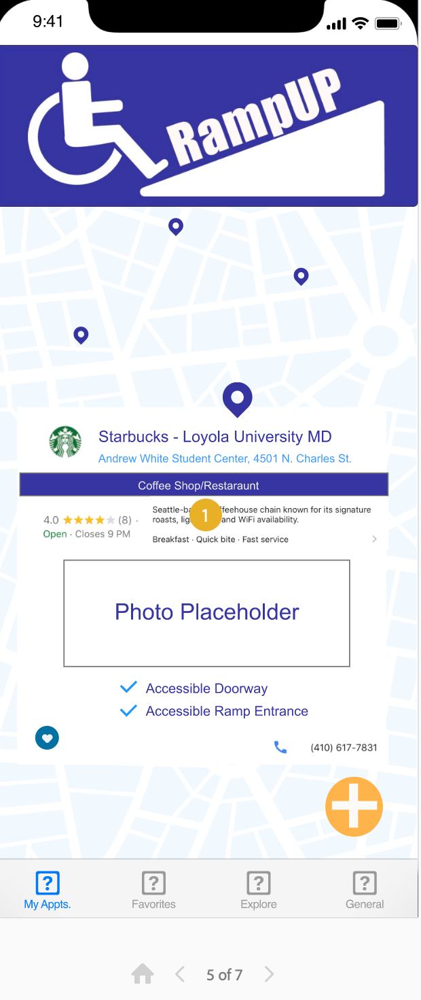 9:41
RampUP
Starbucks - Loyola University MD
Andrew White Student Center, 4501 N. Charles St.
Coffee Shop/Restaraunt
4.0 (8) ·
Open · Closes 9 PM
Seattle-ba ffeehouse chain known for its signature
roasts, lig and WiFi availability.
1
Breakfast · Quick bite · Fast service
Photo Placeholder
Accessible Doorway
Accessible Ramp Entrance
(410) 617-7831
? ? ? ?
My Appts. Favorites Explore General
5 of 7